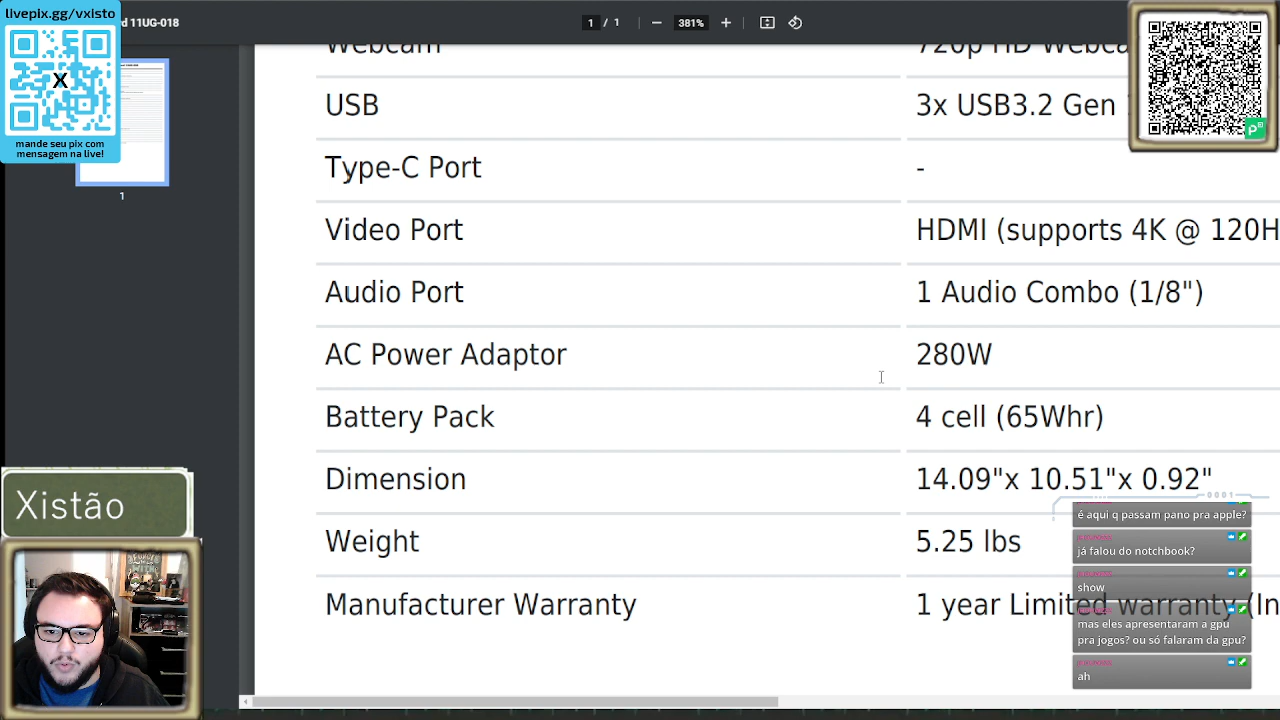 livepix.gg/vxisto
X
mande seu pix com
mensagem na live!
d 11UG-018
1 / 1
381%
1
Webcam 720p HD Webca
USB 3x USB3.2 Gen
Type-C Port -
Video Port HDMI (supports 4K @ 120H
Audio Port 1 Audio Combo (1/8")
AC Power Adaptor 280W
Battery Pack 4 cell (65Whr)
Dimension 14.09"x 10.51"x 0.92"
Weight 5.25 lbs
Manufacturer Warranty 1 year Limited warranty (In
Xistão
0001
é aqui q passam pano pra apple?
já falou do notchbook?
show
mas eles apresentaram a gpu
pra jogos? ou só falaram da gpu?
ah